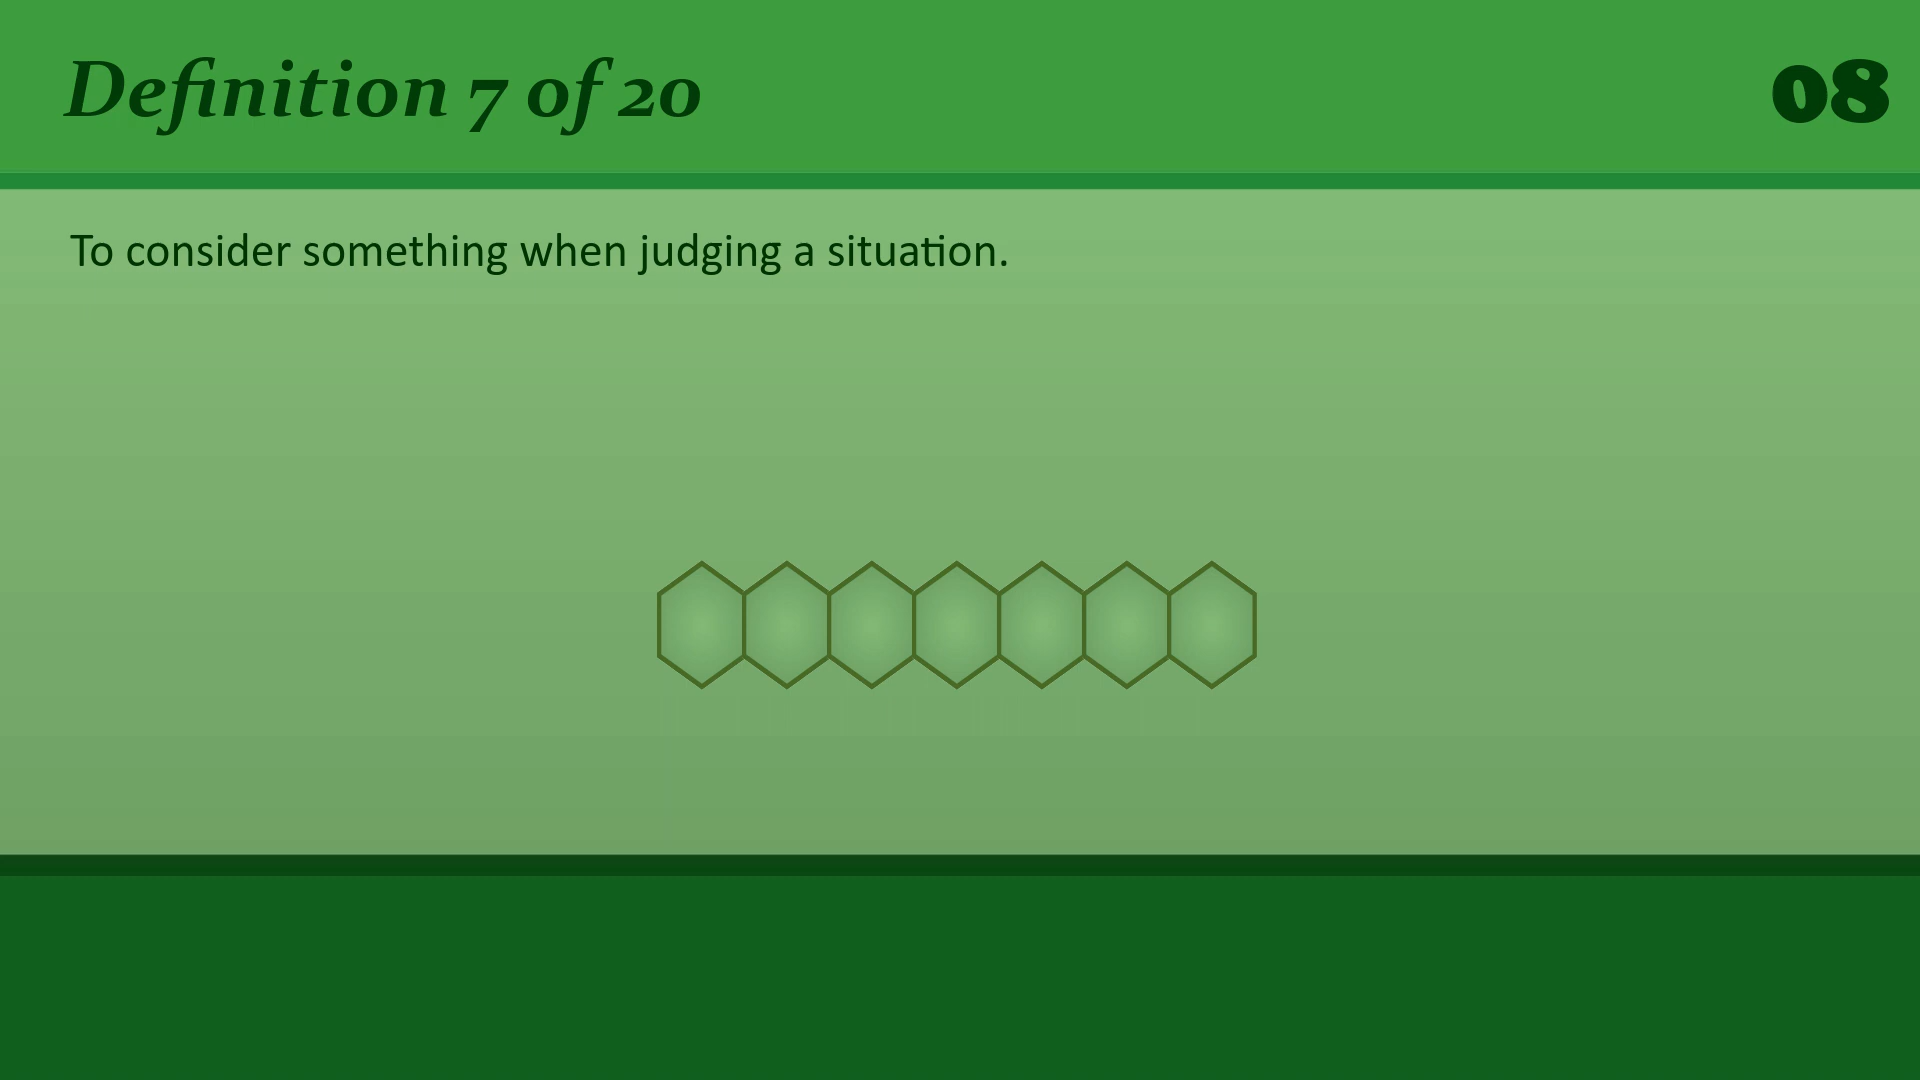 Definition 7 of 20
08
To consider something when judging a situation.